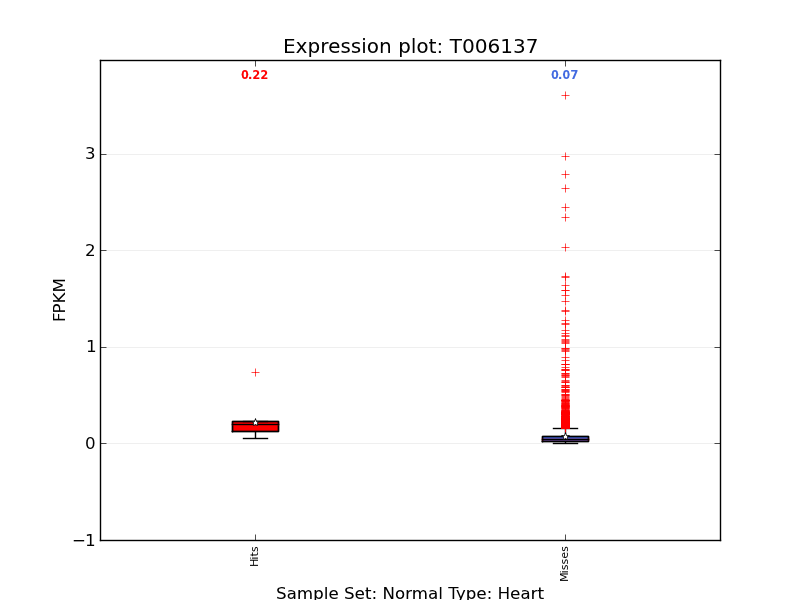 Expression plot: T006137
0.22
0.07
3
2
1
0
−1
FPKM
Hits
Misses
Sample Set: Normal Type: Heart